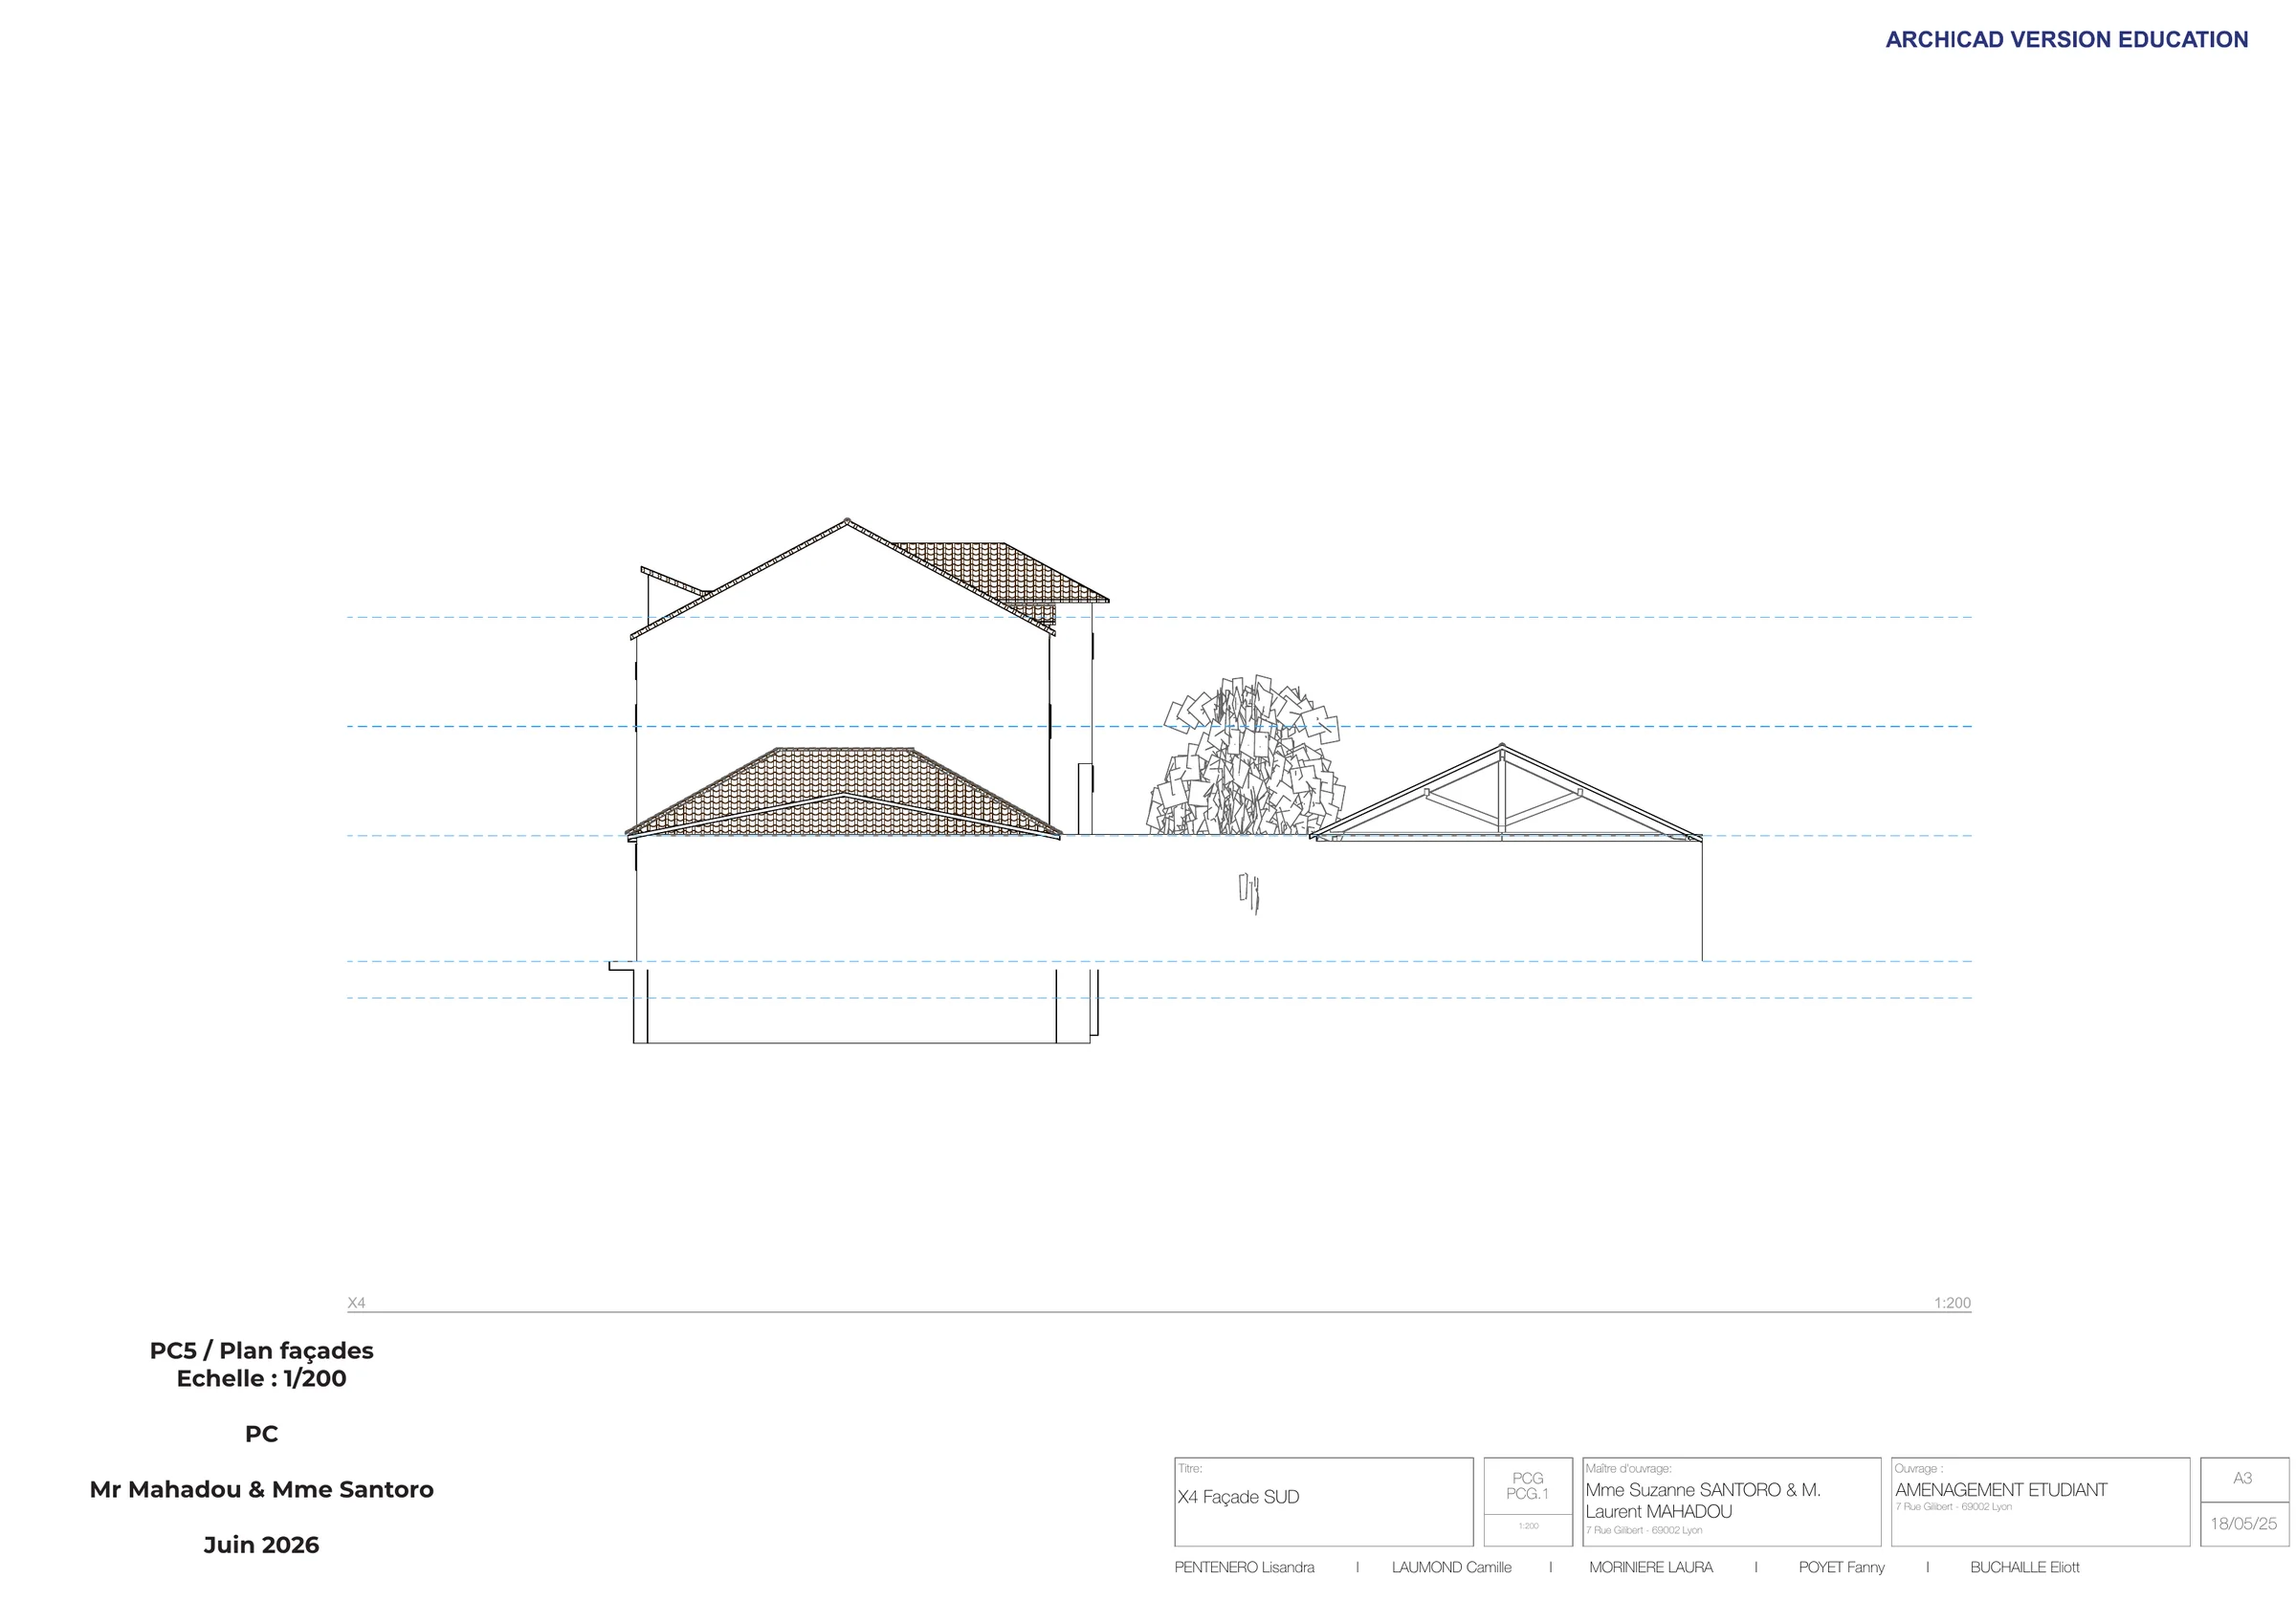 ARCHICAD VERSION EDUCATION
X4
1:200
PC5 / Plan façades
Echelle : 1/200
PC
Mr Mahadou & Mme Santoro
Juin 2026
Titre:
X4 Façade SUD
PCG
PCG.1
1:200
Maître d'ouvrage:
Mme Suzanne SANTORO & M.
Laurent MAHADOU
7 Rue Gilibert - 69002 Lyon
Ouvrage :
AMENAGEMENT ETUDIANT
7 Rue Gilibert - 69002 Lyon
A3
18/05/25
PENTENERO Lisandra I LAUMOND Camille I MORINIERE LAURA I POYET Fanny I BUCHAILLE Eliott